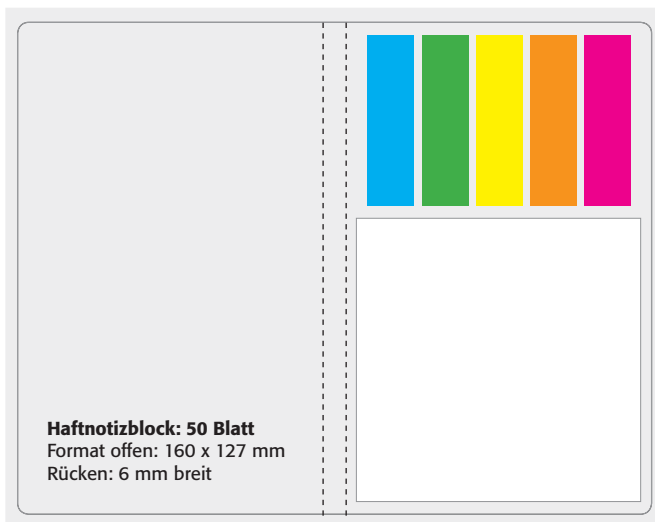 Haftnotizblock: 50 Blatt
Format offen: 160 x 127 mm
Rücken: 6 mm breit